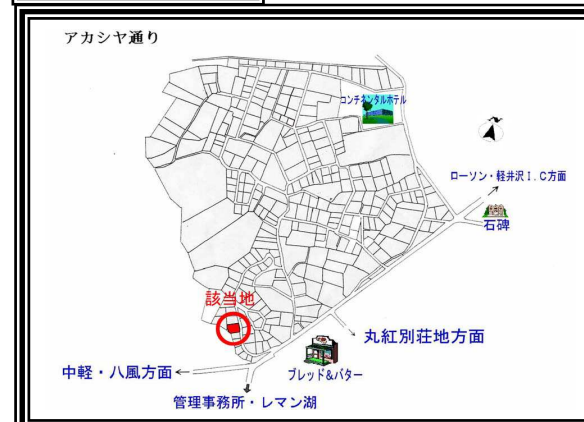 アカシヤ通り
コンチネンタルホテル
ローソン・軽井沢I.C方面
石碑
該当地
丸紅別荘地方面
中軽・八風方面←
ブレッド&バター
管理事務所・レマン湖